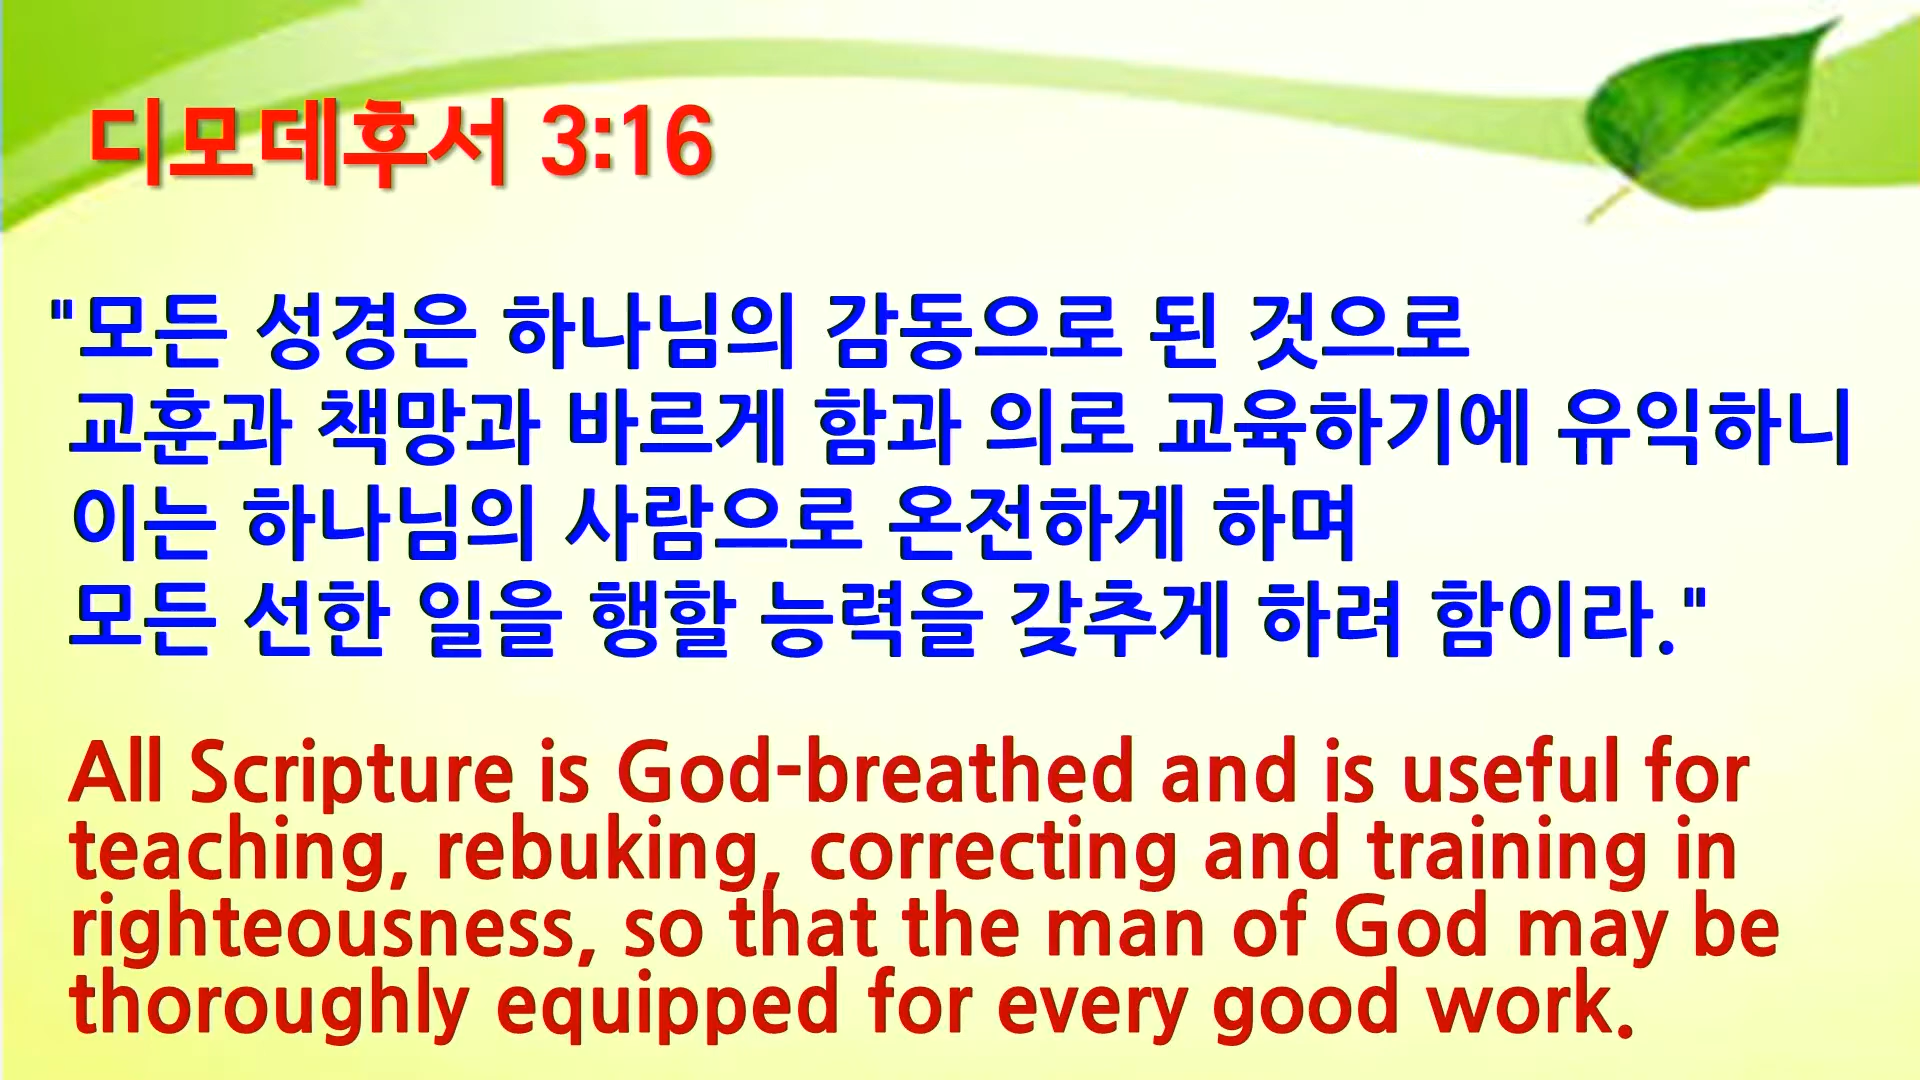 디모데후서 3:16
"모든 성경은 하나님의 감동으로 된 것으로
교훈과 책망과 바르게 함과 의로 교육하기에 유익하니
이는 하나님의 사람으로 온전하게 하며
모든 선한 일을 행할 능력을 갖추게 하려 함이라."
All Scripture is God-breathed and is useful for
teaching, rebuking, correcting and training in
righteousness, so that the man of God may be
thoroughly equipped for every good work.